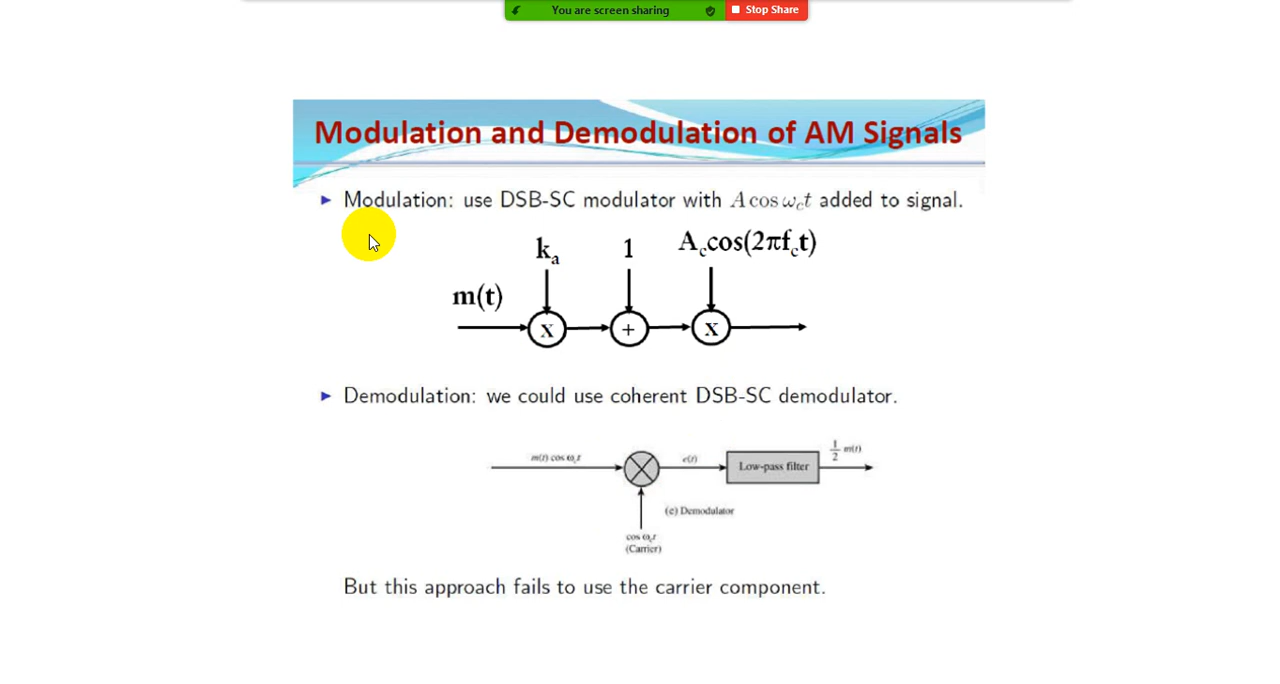 You are screen sharing
Stop Share
Modulation and Demodulation of AM Signals
Modulation: use DSB-SC modulator with A cos ω_c t added to signal.
k_a 1 A_c cos(2πf_c t)
m(t)
X + X
Demodulation: we could use coherent DSB-SC demodulator.
m(t) cos ω_c t e(t) Low-pass filter 1/2 m(t)
(c) Demodulator
cos ω_c t
(Carrier)
But this approach fails to use the carrier component.